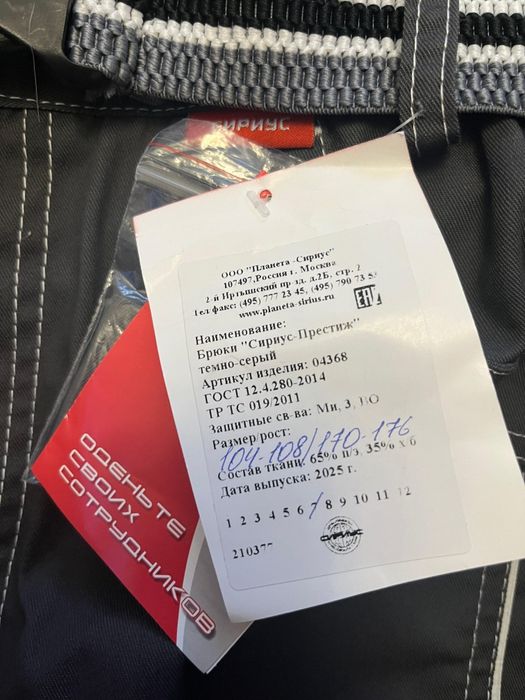 СИРИУС
ООО "Планета -Сириус"
107497,Россия г. Москва
2-й Иртышский пр-зд, д.2Б, стр. 2
Тел факс: (495) 777 23 45, (495) 790 73 53
www.planeta-sirius.ru
ЕАС
Наименование:
Брюки "Сириус-Престиж"
темно-серый
Артикул изделия: 04368
ГОСТ 12.4.280-2014
ТР ТС 019/2011
Защитные св-ва: Ми, З, ВО
Размер/рост:
104-108/170-176
Состав ткани: 65% п/э, 35% х/б
Дата выпуска: 2025 г.
1 2 3 4 5 6 7 8 9 10 11 12
210377
СИРИУС
ОДЕНЬТЕ
СВОИХ
СОТРУДНИКОВ